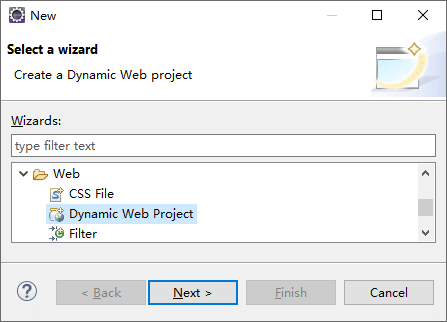 New
Select a wizard
Create a Dynamic Web project
Wizards:
type filter text
Web
CSS File
Dynamic Web Project
Filter
? < Back Next > Finish Cancel